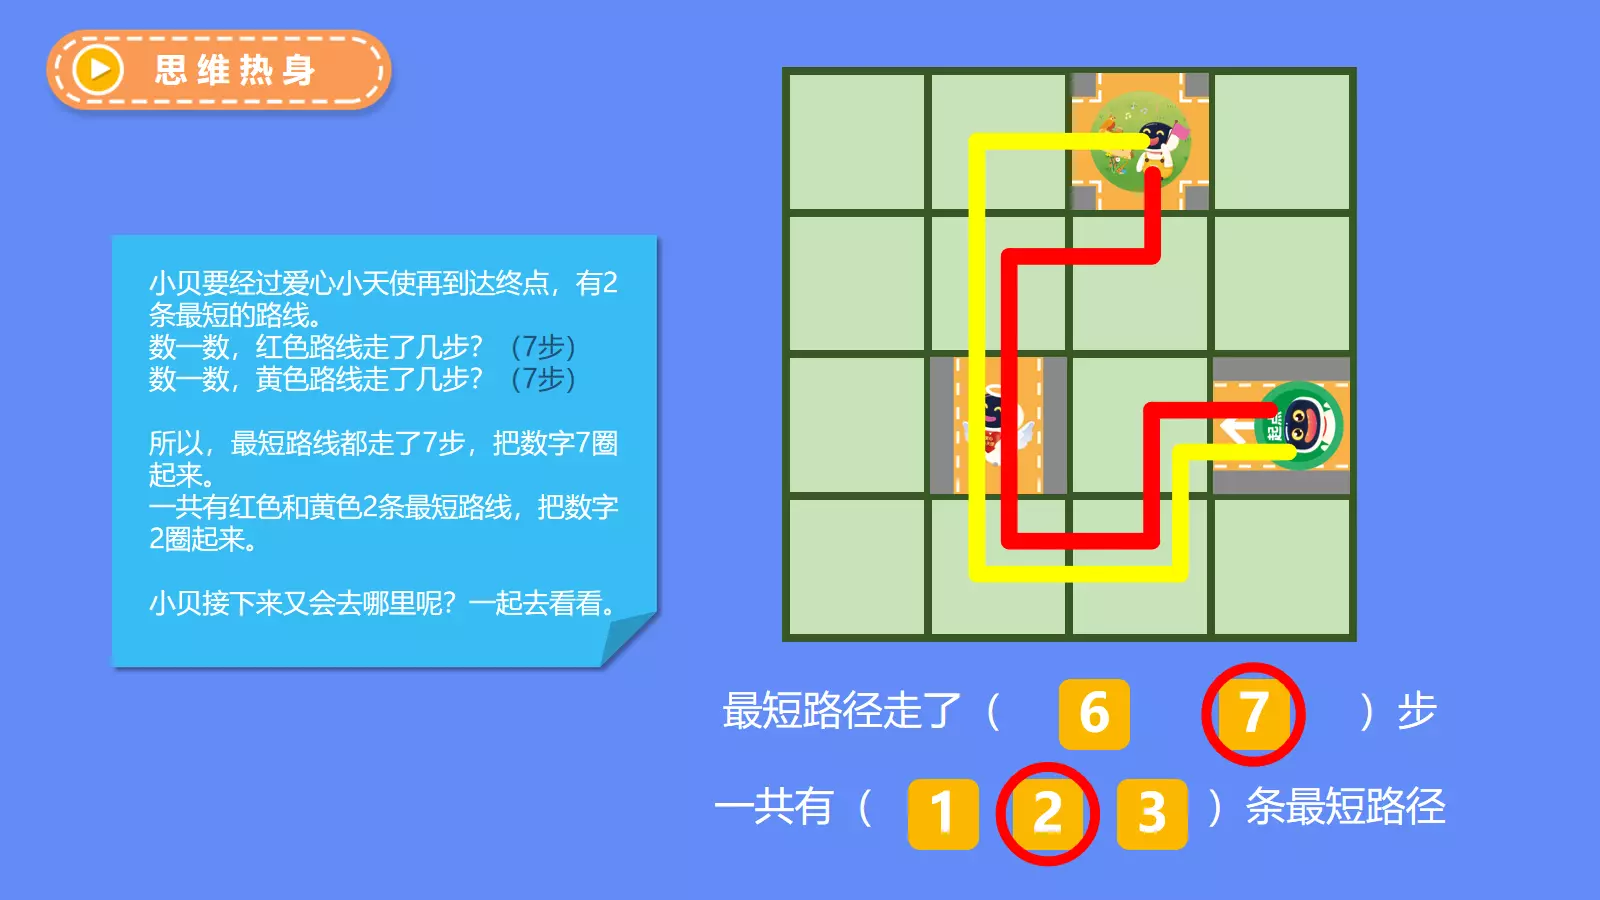 思维热身
小贝要经过爱心小天使再到达终点，有2
条最短的路线。
数一数，红色路线走了几步？（7步）
数一数，黄色路线走了几步？（7步）
所以，最短路线都走了7步，把数字7圈
起来。
一共有红色和黄色2条最短路线，把数字
2圈起来。
小贝接下来又会去哪里呢？一起去看看。
起点
最短路径走了（ 6 7 ）步
一共有（ 1 2 3 ）条最短路径